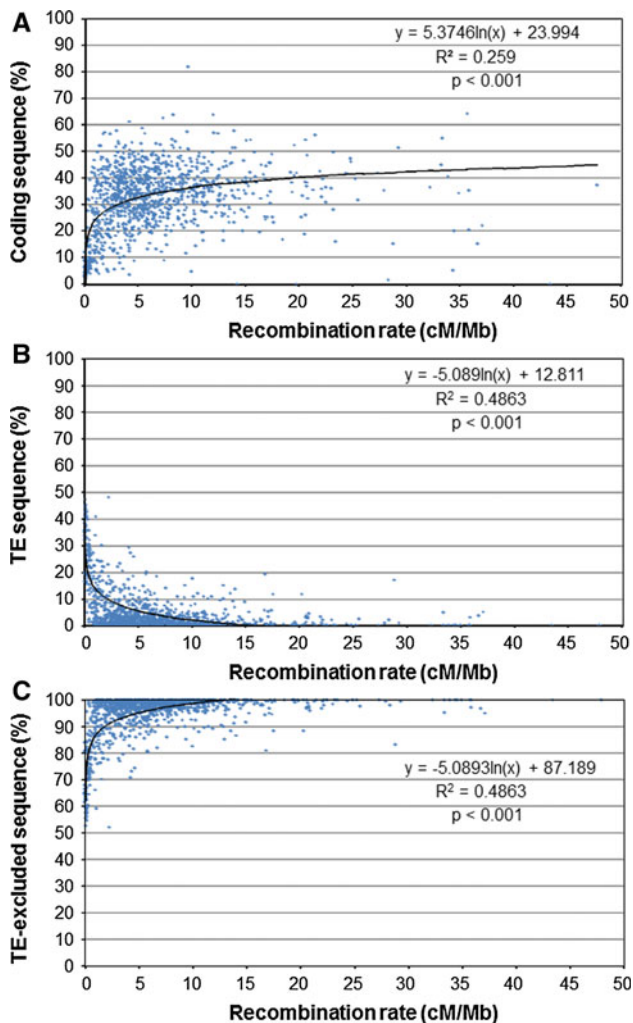 A
100
90
80
70
60
50
40
30
20
10
0
Coding sequence (%)
y = 5.3746ln(x) + 23.994
R² = 0.259
p < 0.001
0 5 10 15 20 25 30 35 40 45 50
Recombination rate (cM/Mb)
B
100
90
80
70
60
50
40
30
20
10
0
TE sequence (%)
y = -5.089ln(x) + 12.811
R² = 0.4863
p < 0.001
0 5 10 15 20 25 30 35 40 45 50
Recombination rate (cM/Mb)
C
100
90
80
70
60
50
40
30
20
10
0
TE-excluded sequence (%)
y = -5.0893ln(x) + 87.189
R² = 0.4863
p < 0.001
0 5 10 15 20 25 30 35 40 45 50
Recombination rate (cM/Mb)